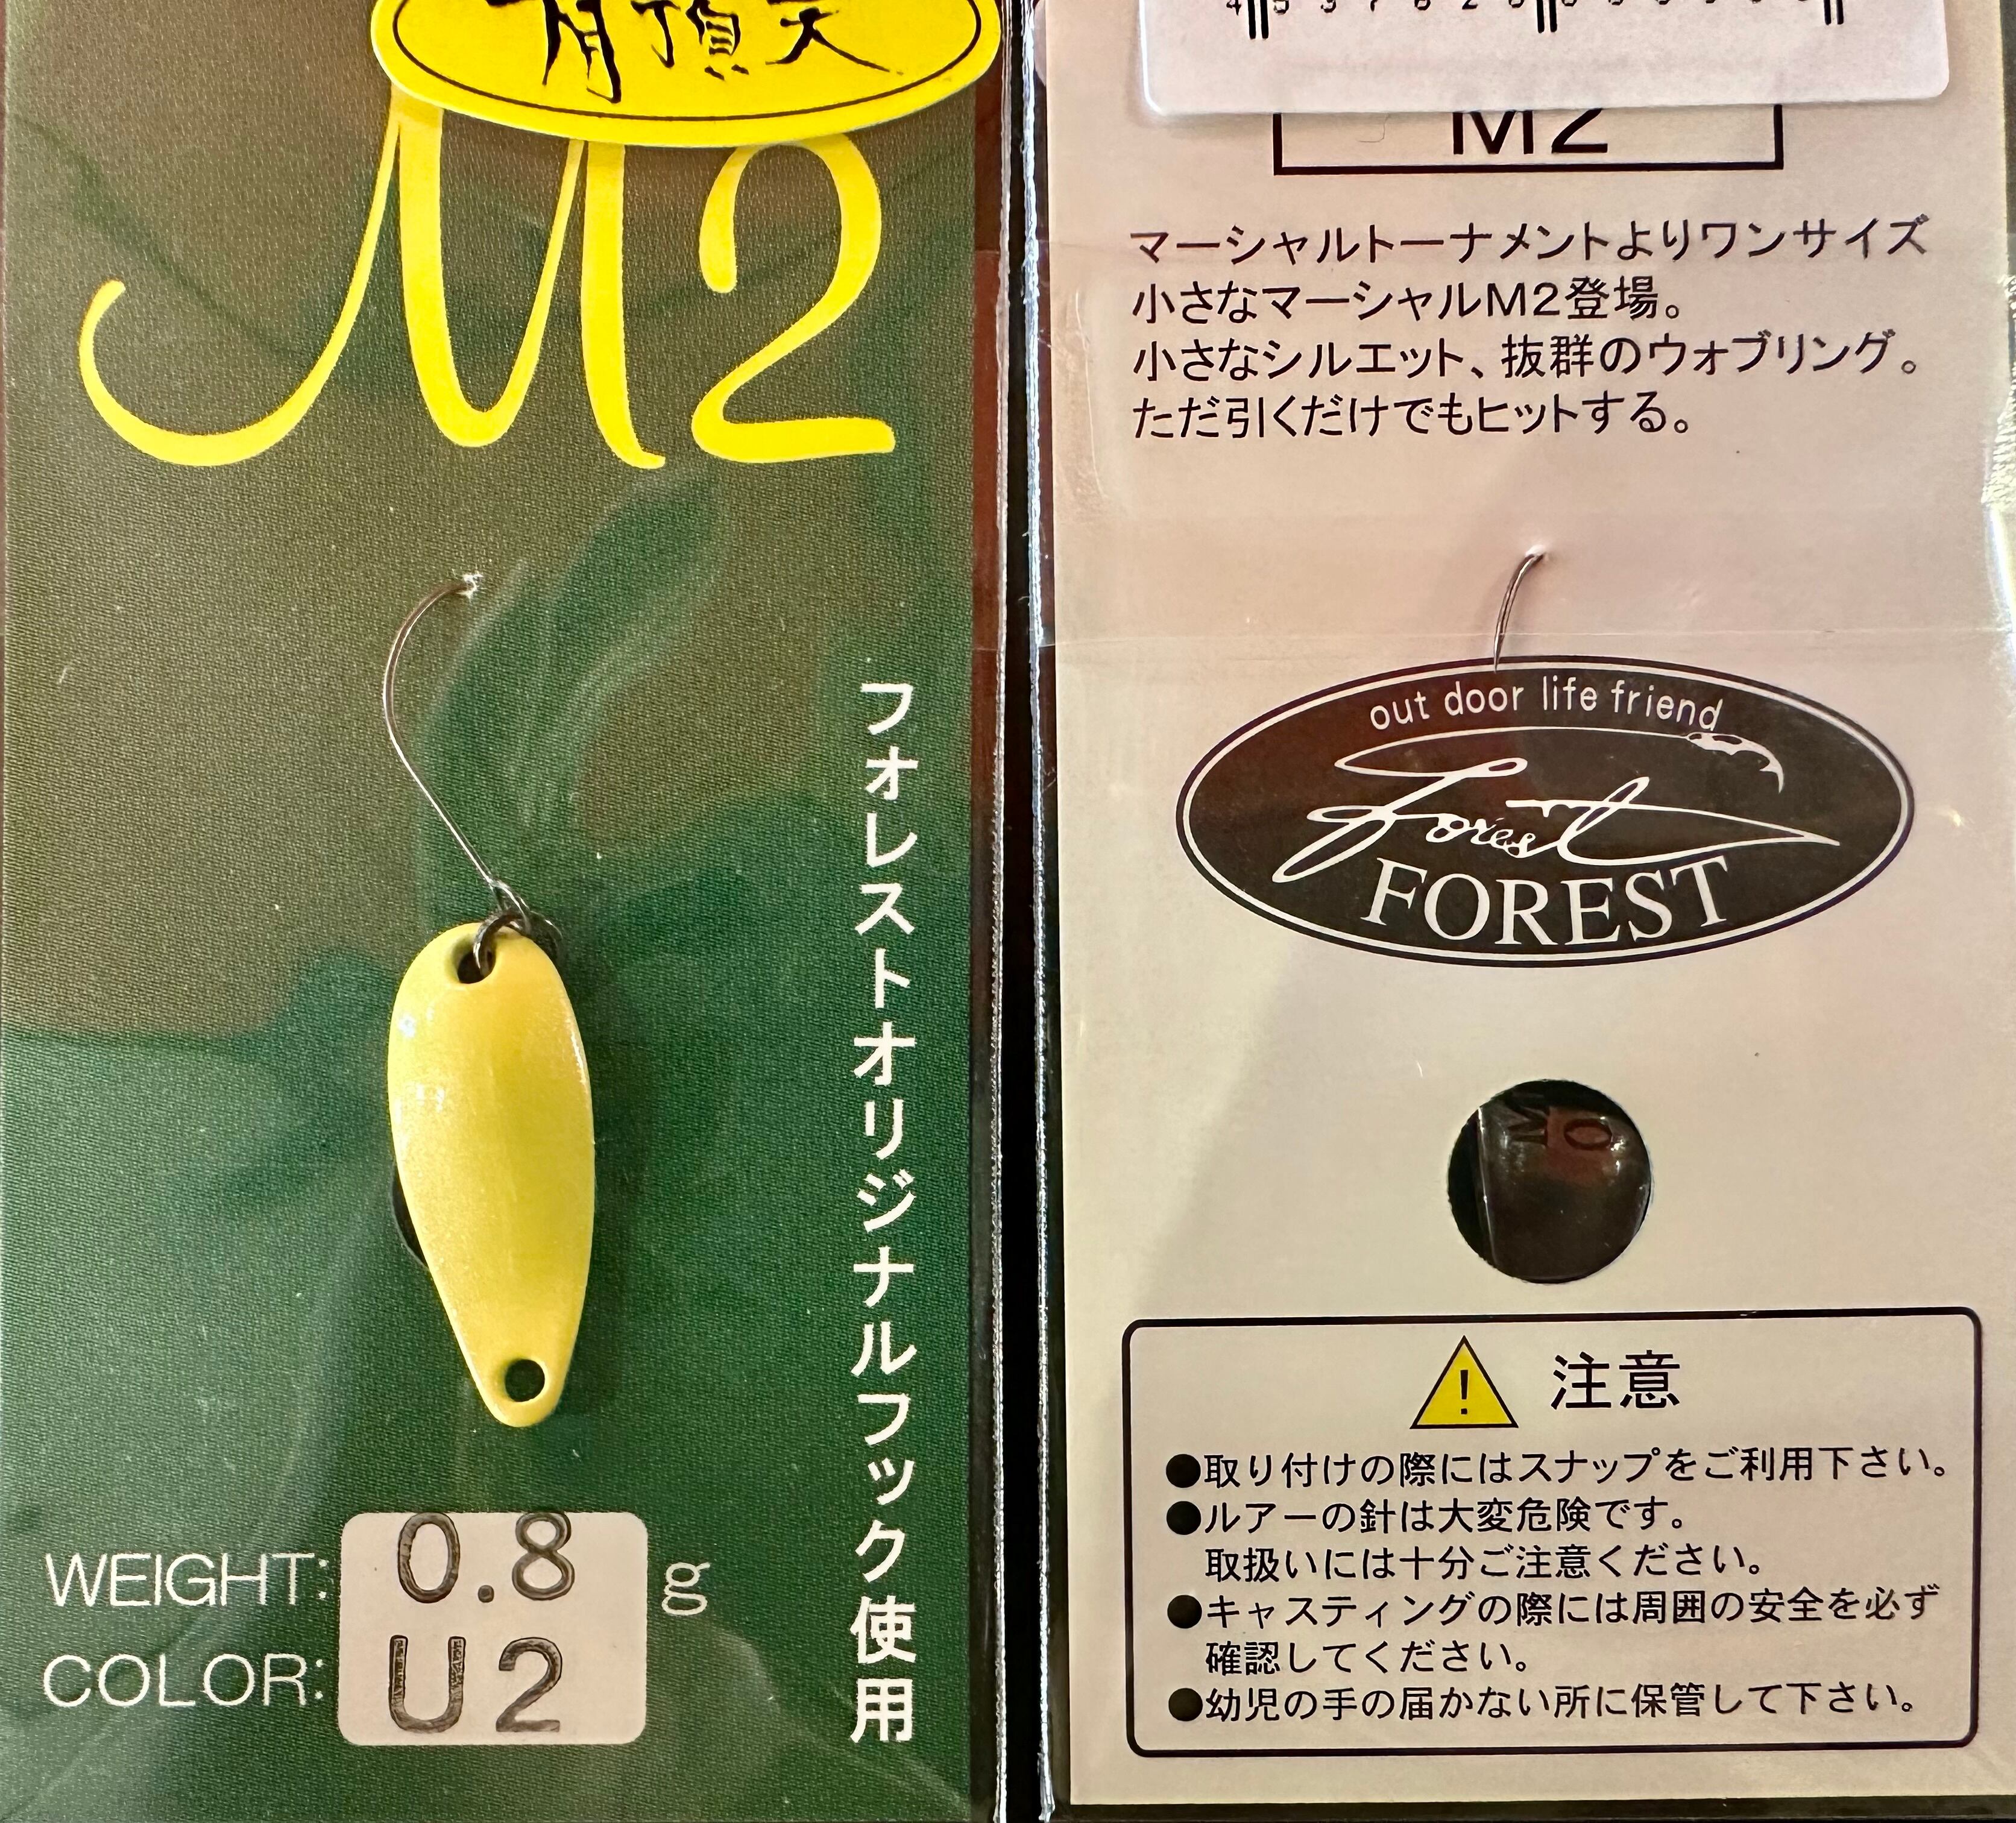 頂天
M2
フォレストオリジナルフック使用
WEIGHT: 0.8 g
COLOR: U2
M2
マーシャルトーナメントよりワンサイズ
小さなマーシャルM2登場。
小さなシルエット、抜群のウォブリング。
ただ引くだけでもヒットする。
out door life friend
Forest
FOREST
注意
●取り付けの際にはスナップをご利用下さい。
●ルアーの針は大変危険です。
取扱いには十分ご注意ください。
●キャスティングの際には周囲の安全を必ず
確認してください。
●幼児の手の届かない所に保管して下さい。